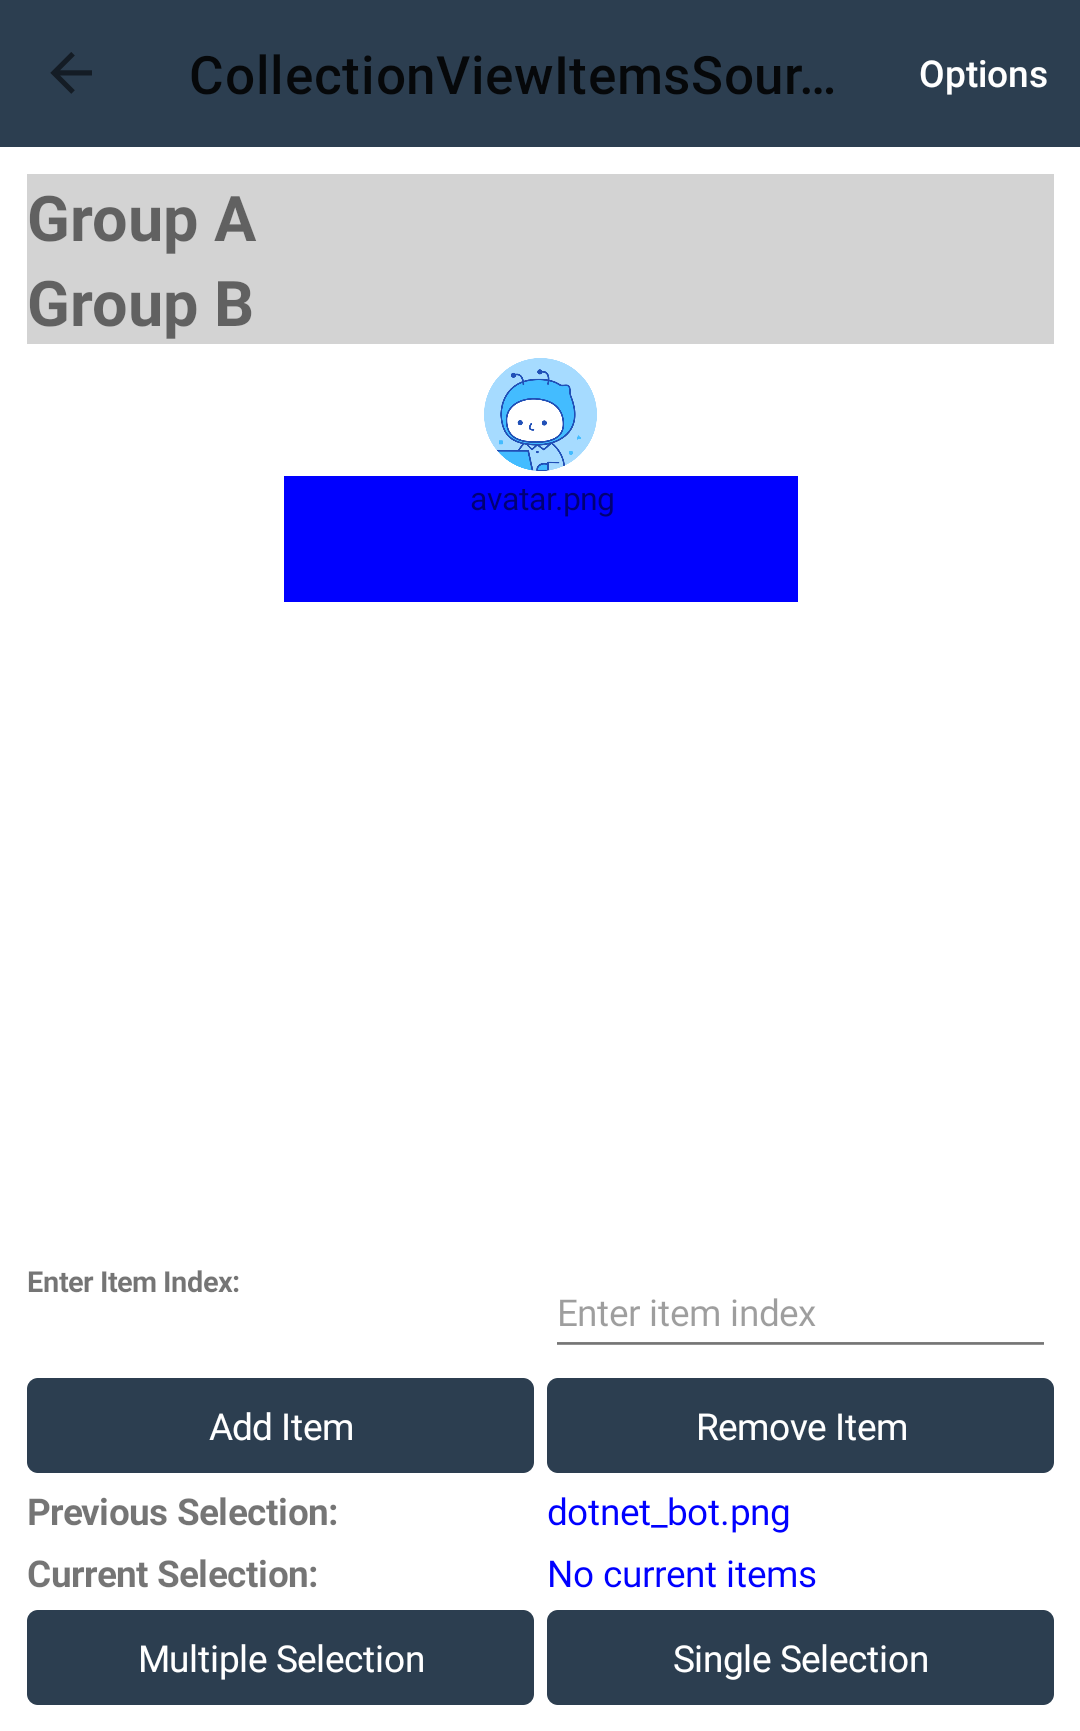 CollectionViewItemsSour...
Options
Group A
Group B
avatar.png
Enter Item Index:
Enter item index
Add Item
Remove Item
Previous Selection:
dotnet_bot.png
Current Selection:
No current items
Multiple Selection
Single Selection